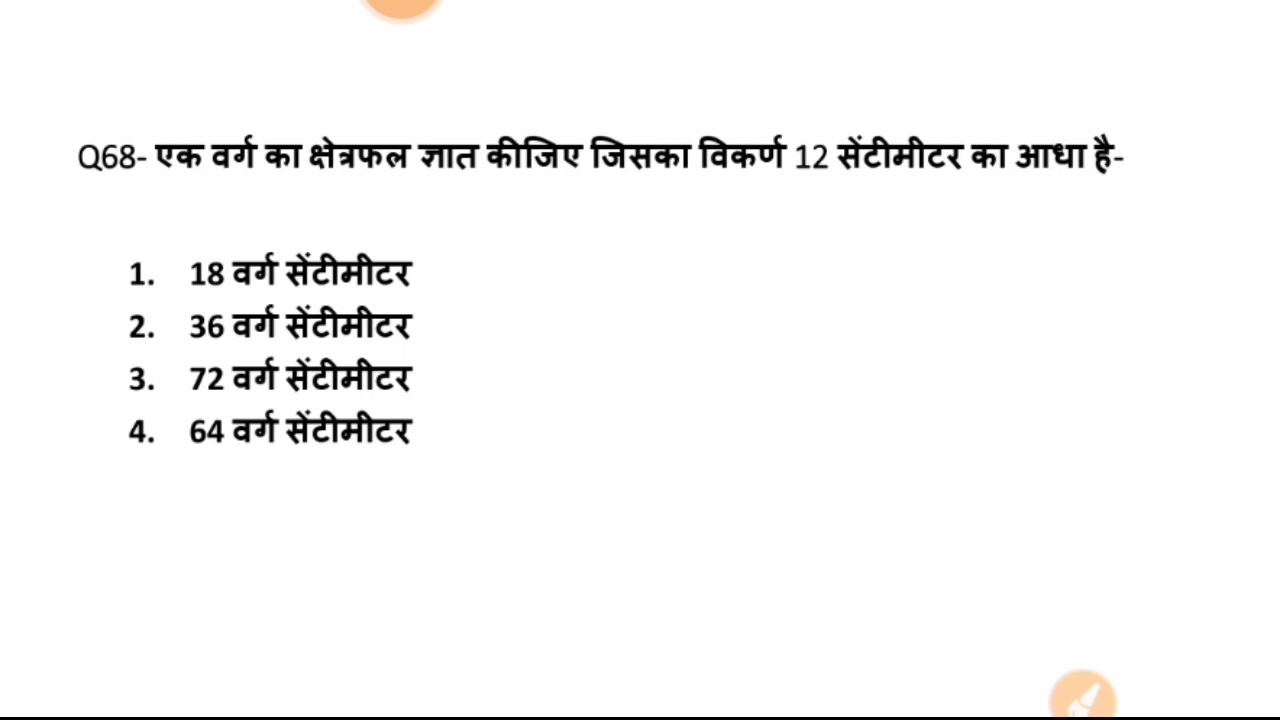 Q68- एक वर्ग का क्षेत्रफल ज्ञात कीजिए जिसका विकर्ण 12 सेंटीमीटर का आधा है-
1. 18 वर्ग सेंटीमीटर
2. 36 वर्ग सेंटीमीटर
3. 72 वर्ग सेंटीमीटर
4. 64 वर्ग सेंटीमीटर